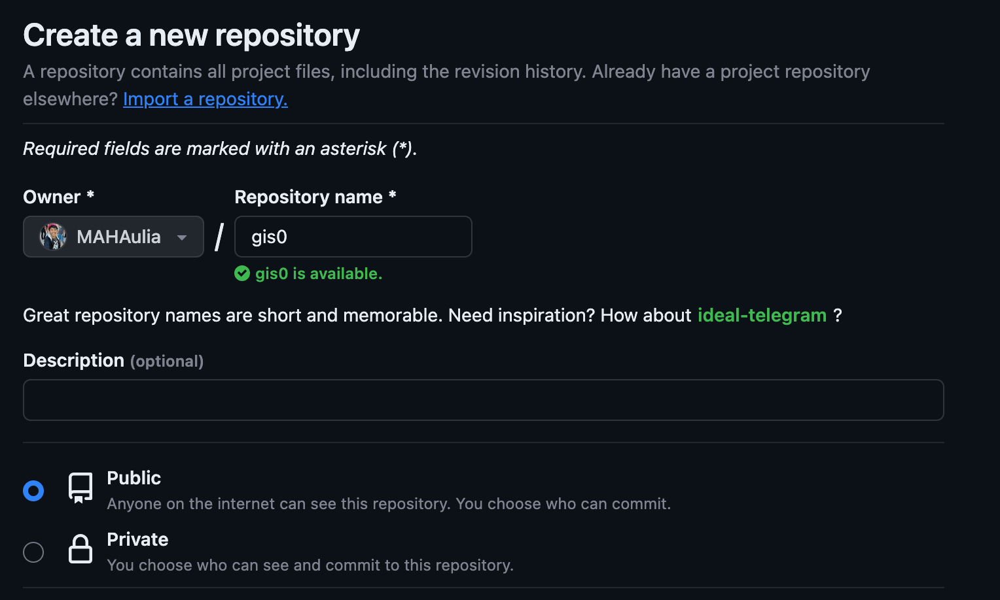 Create a new repository
A repository contains all project files, including the revision history. Already have a project repository
elsewhere? Import a repository.
Required fields are marked with an asterisk (*).
Owner * Repository name *
MAHAulia / gis0
gis0 is available.
Great repository names are short and memorable. Need inspiration? How about ideal-telegram ?
Description (optional)
Public
Anyone on the internet can see this repository. You choose who can commit.
Private
You choose who can see and commit to this repository.